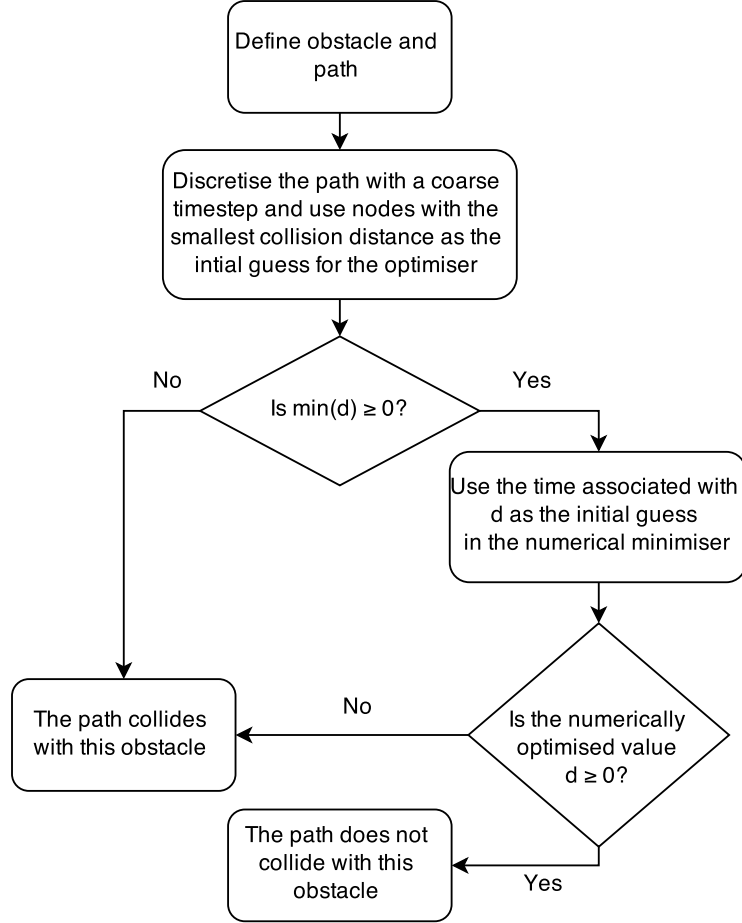 Define obstacle and
path
Discretise the path with a coarse
timestep and use nodes with the
smallest collision distance as the
intial guess for the optimiser
No
Yes
Is min(d) ≥ 0?
Use the time associated with
d as the initial guess
in the numerical minimiser
The path collides
with this obstacle
No
Is the numerically
optimised value
d ≥ 0?
The path does not
collide with this
obstacle
Yes